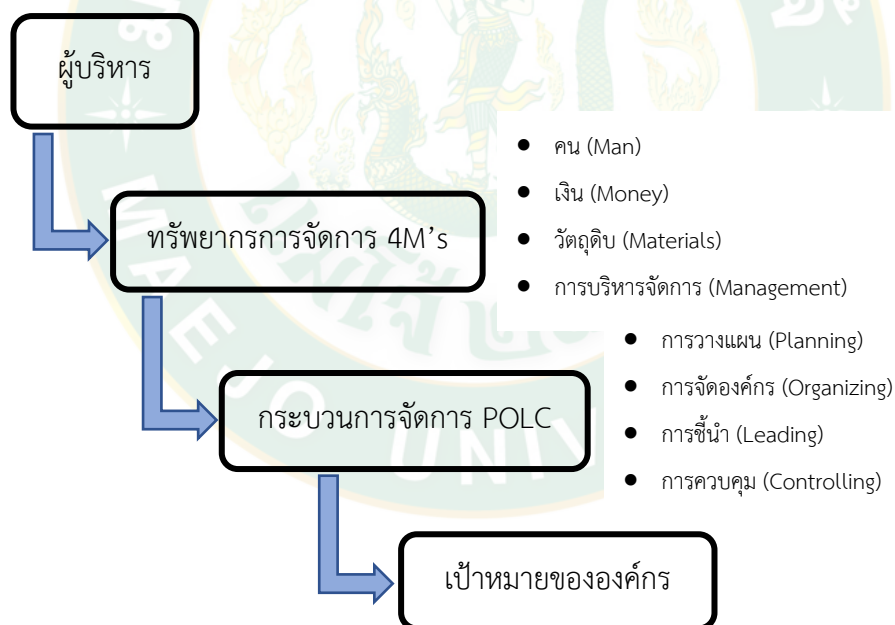 ผู้บริหาร
ทรัพยากรการจัดการ 4M’s
● คน (Man)
● เงิน (Money)
● วัตถุดิบ (Materials)
● การบริหารจัดการ (Management)
กระบวนการจัดการ POLC
● การวางแผน (Planning)
● การจัดองค์กร (Organizing)
● การชี้นำ (Leading)
● การควบคุม (Controlling)
เป้าหมายขององค์กร
MAEJO UNIV